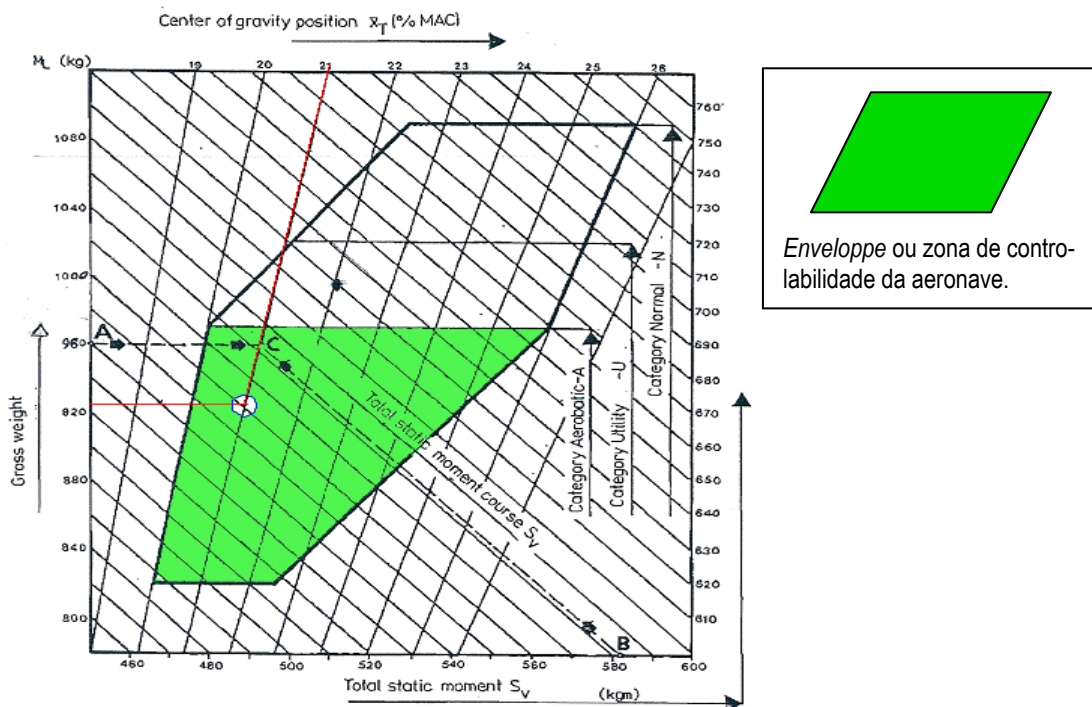 Center of gravity position x̄T (% MAC)
ML (kg)
19 20 21 22 23 24 25 26
1080
1040
1000
960
920
880
840
800
Gross weight
760
750
740
730
720
710
700
690
680
670
660
650
640
630
520
610
A
C
B
Total static moment course SV
Category Aerobatic-A
Category Utility -U
Category Normal -N
460 480 500 520 540 560 580 600
Total static moment SV (kgm)
Enveloppe ou zona de contro-
labilidade da aeronave.